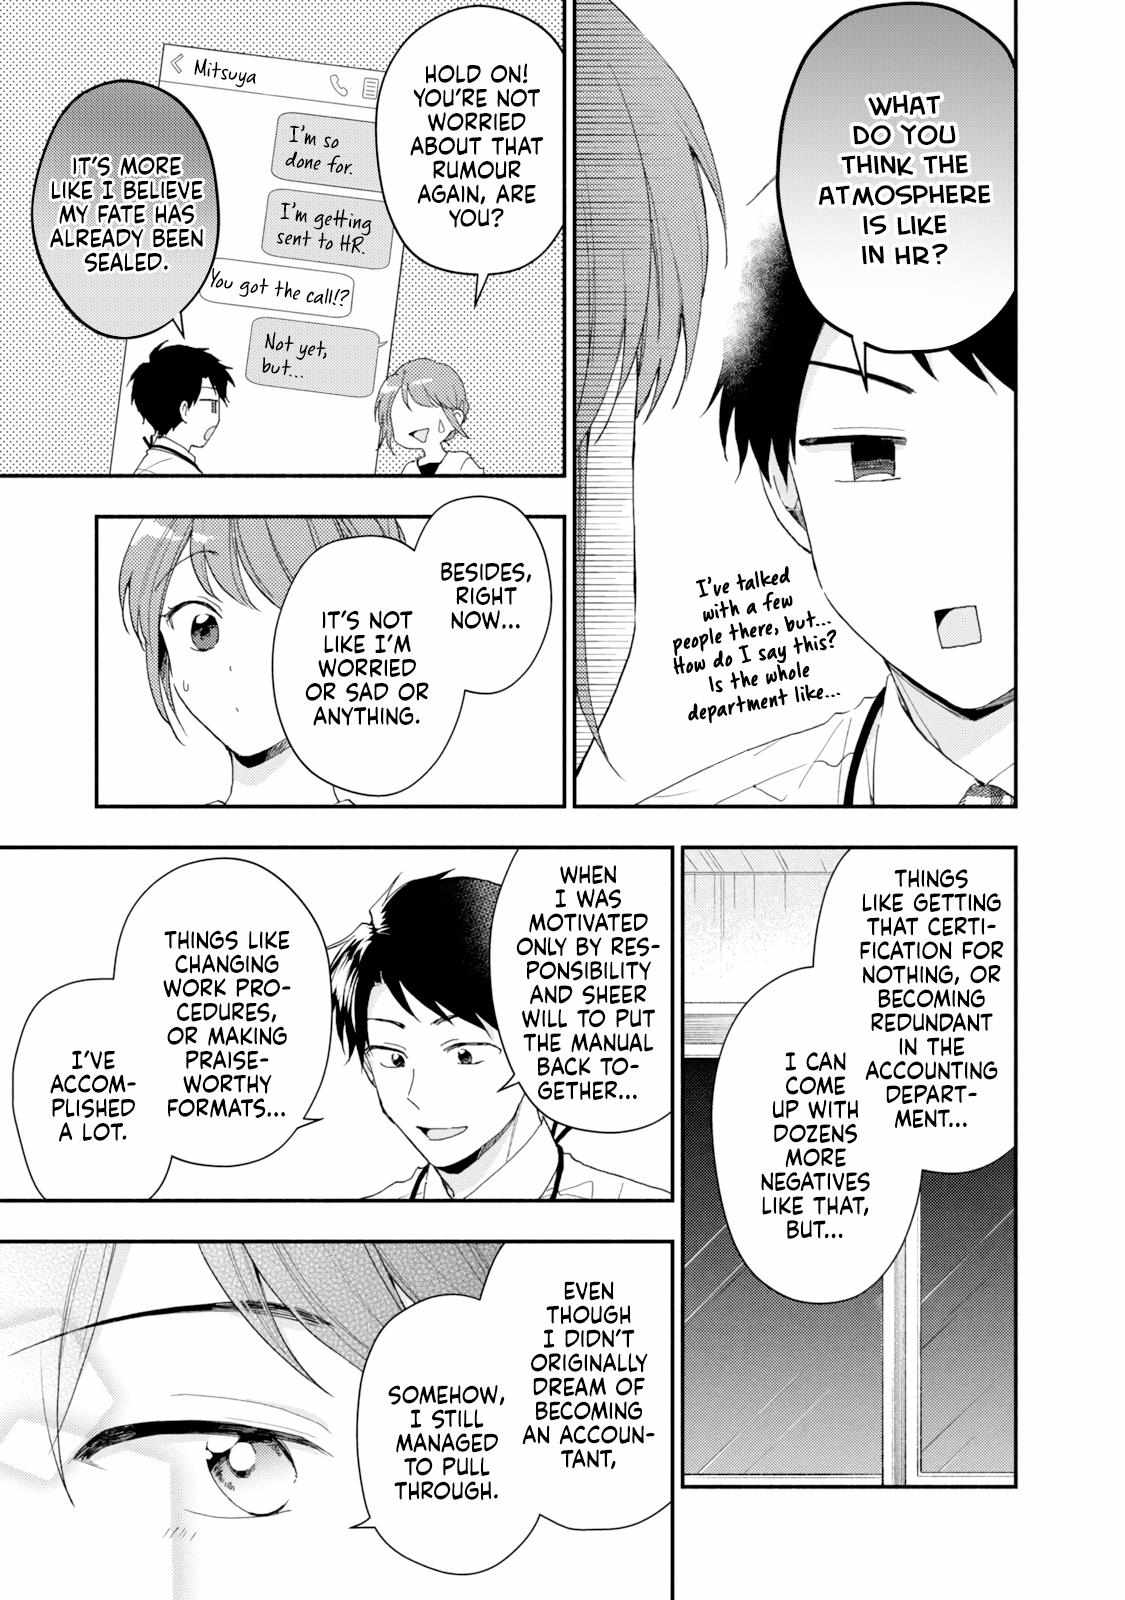 WHAT
DO YOU
THINK THE
ATMOSPHERE
IS LIKE
IN HR?
I've talked
with a few
people there, but...
How do I say this?
Is the whole
department like...
HOLD ON!
YOU'RE NOT
WORRIED
ABOUT THAT
RUMOUR
AGAIN, ARE
YOU?
Mitsuya
I'm so
done for.
I'm getting
sent to HR.
You got the call!?
Not yet,
but...
IT'S MORE
LIKE I BELIEVE
MY FATE HAS
ALREADY BEEN
SEALED.
BESIDES,
RIGHT
NOW...
IT'S NOT
LIKE I'M
WORRIED
OR SAD OR
ANYTHING.
THINGS
LIKE GETTING
THAT CERTI-
FICATION FOR
NOTHING, OR
BECOMING
REDUNDANT
IN THE
ACCOUNTING
DEPART-
MENT...
I CAN
COME
UP WITH
DOZENS
MORE
NEGATIVES
LIKE THAT,
BUT...
WHEN
I WAS
MOTIVATED
ONLY BY RES-
PONSIBILITY
AND SHEER
WILL TO PUT
THE MANUAL
BACK TO-
GETHER...
THINGS LIKE
CHANGING
WORK PRO-
CEDURES,
OR MAKING
PRAISE-
WORTHY
FORMATS...
I'VE
ACCOM-
PLISHED
A LOT.
EVEN
THOUGH
I DIDN'T
ORIGINALLY
DREAM OF
BECOMING
AN ACCOUN-
TANT,
SOMEHOW,
I STILL
MANAGED
TO PULL
THROUGH.